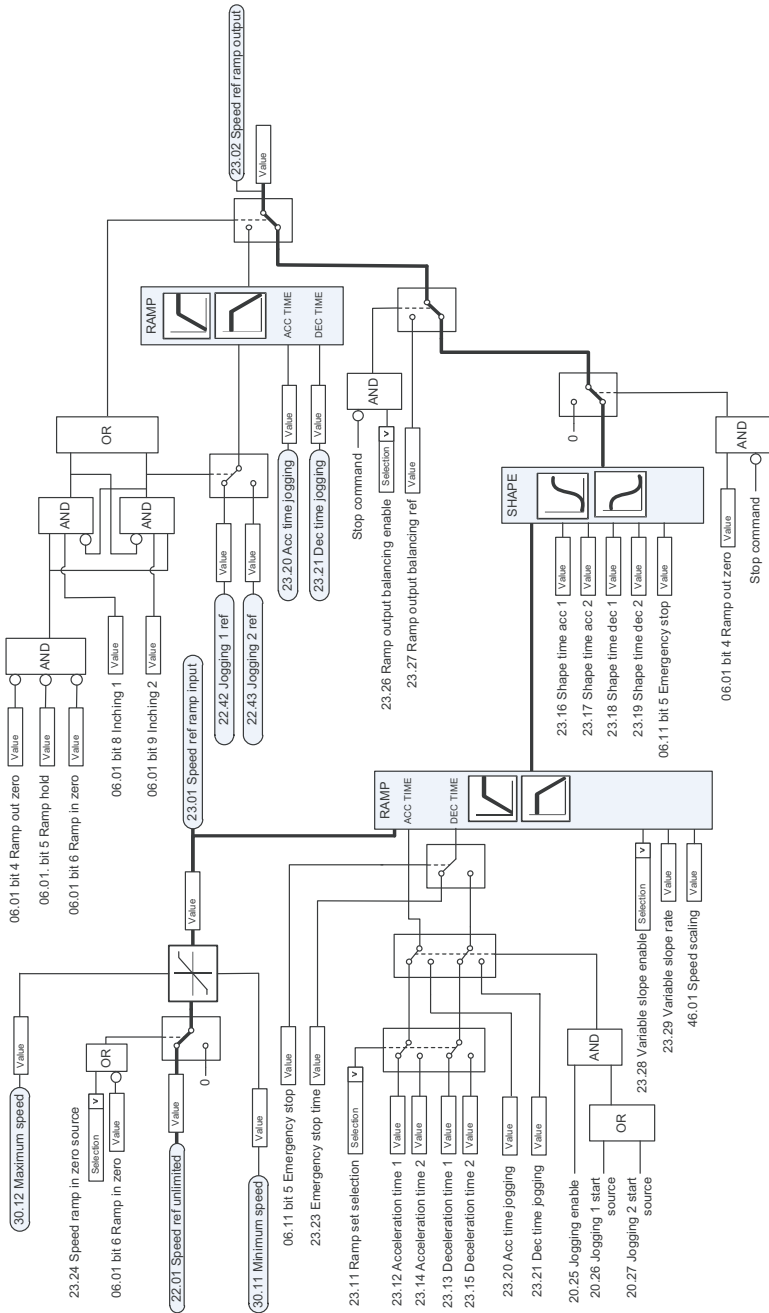 30.12 Maximum speed
Value
23.24 Speed ramp in zero source
Selection v
06.01 bit 6 Ramp in zero
Value
OR
22.01 Speed ref unlimited
Value
0
30.11 Minimum speed
Value
Value
23.01 Speed ref ramp input
06.01 bit 4 Ramp out zero
Value
06.01. bit 5 Ramp hold
Value
06.01 bit 6 Ramp in zero
Value
AND
06.01 bit 8 Inching 1
Value
06.01 bit 9 Inching 2
Value
AND
AND
OR
22.42 Jogging 1 ref
Value
22.43 Jogging 2 ref
Value
23.20 Acc time jogging
Value
23.21 Dec time jogging
Value
RAMP
ACC TIME
DEC TIME
23.02 Speed ref ramp output
Value
06.11 bit 5 Emergency stop
Value
23.23 Emergency stop time
Value
23.11 Ramp set selection
Selection v
23.12 Acceleration time 1
Value
23.14 Acceleration time 2
Value
23.13 Deceleration time 1
Value
23.15 Deceleration time 2
Value
23.20 Acc time jogging
Value
23.21 Dec time jogging
Value
20.25 Jogging enable
20.26 Jogging 1 start
source
20.27 Jogging 2 start
source
OR
AND
RAMP
ACC TIME
DEC TIME
23.28 Variable slope enable
Selection v
23.29 Variable slope rate
Value
46.01 Speed scaling
Value
Stop command
23.26 Ramp output balancing enable
Selection v
AND
23.27 Ramp output balancing ref
Value
SHAPE
23.16 Shape time acc 1
Value
23.17 Shape time acc 2
Value
23.18 Shape time dec 1
Value
23.19 Shape time dec 2
Value
06.11 bit 5 Emergency stop
Value
0
06.01 bit 4 Ramp out zero
Value
Stop command
AND